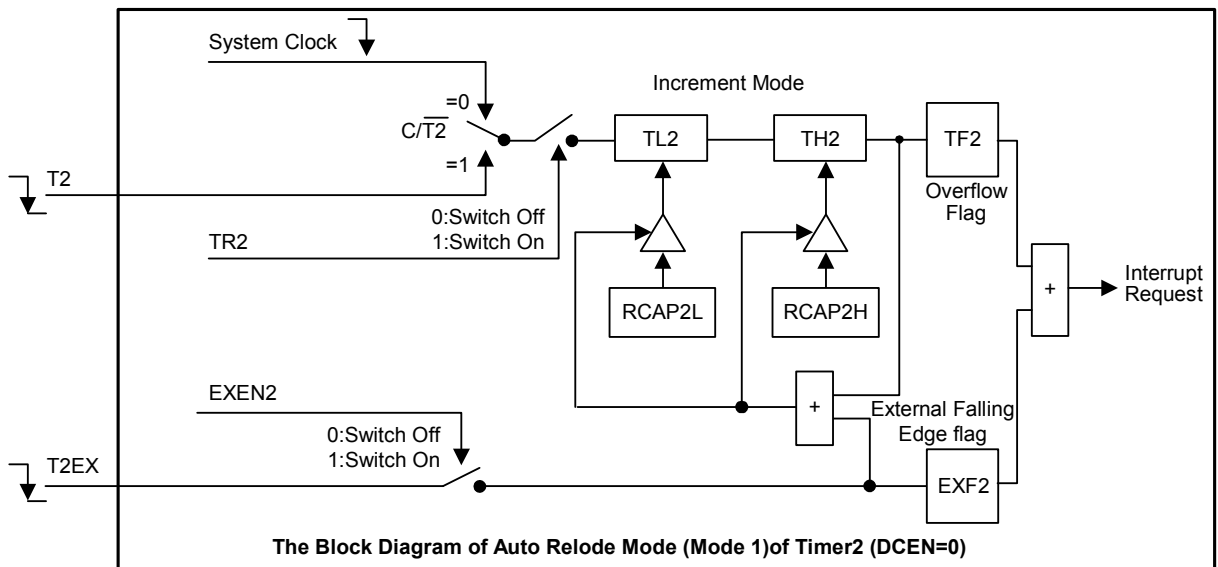 System Clock
Increment Mode
=0
C/T2
TL2
TH2
TF2
=1
T2
Overflow
Flag
0:Switch Off
1:Switch On
TR2
Interrupt
Request
+
RCAP2L
RCAP2H
EXEN2
+
External Falling
Edge flag
0:Switch Off
1:Switch On
T2EX
EXF2
The Block Diagram of Auto Relode Mode (Mode 1)of Timer2 (DCEN=0)